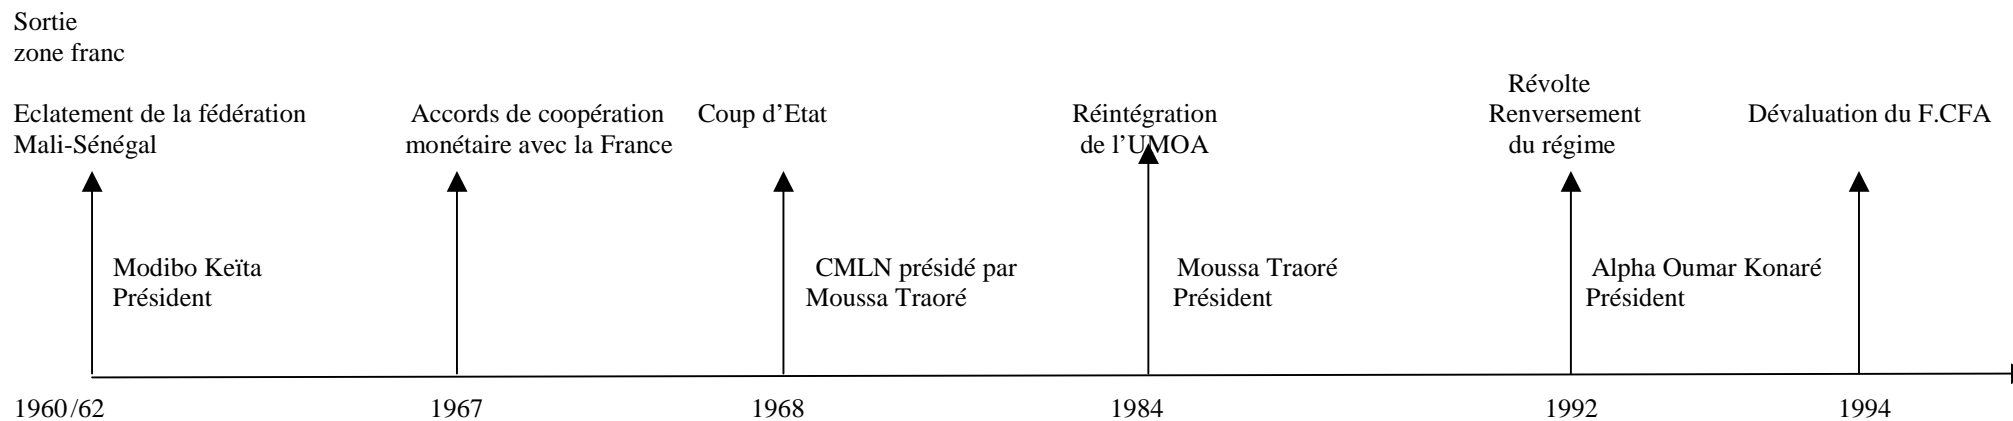 Sortie
zone franc
Eclatement de la fédération
Mali-Sénégal
Accords de coopération
monétaire avec la France
Coup d’Etat
Réintégration
de l’UMOA
Révolte
Renversement
du régime
Dévaluation du F.CFA
Modibo Keïta
Président
CMLN présidé par
Moussa Traoré
Moussa Traoré
Président
Alpha Oumar Konaré
Président
1960/62
1967
1968
1984
1992
1994